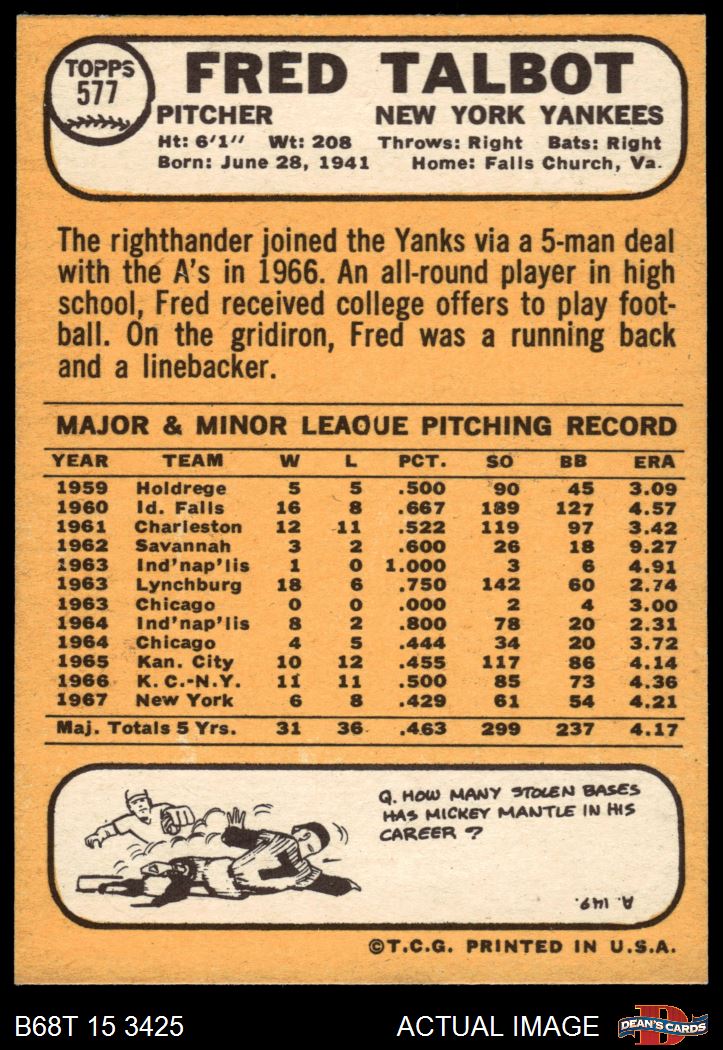 TOPPS
577
FRED TALBOT
PITCHER NEW YORK YANKEES
Ht: 6'1" Wt: 208 Throws: Right Bats: Right
Born: June 28, 1941 Home: Falls Church, Va.
The righthander joined the Yanks via a 5-man deal
with the A's in 1966. An all-round player in high
school, Fred received college offers to play foot-
ball. On the gridiron, Fred was a running back
and a linebacker.
MAJOR & MINOR LEAGUE PITCHING RECORD
YEAR TEAM W L PCT. SO BB ERA
1959 Holdrege 5 5 .500 90 45 3.09
1960 Id. Falls 16 8 .667 189 127 4.57
1961 Charleston 12 11 .522 119 97 3.42
1962 Savannah 3 2 .600 26 18 9.27
1963 Ind'nap'lis 1 0 1.000 3 6 4.91
1963 Lynchburg 18 6 .750 142 60 2.74
1963 Chicago 0 0 .000 2 4 3.00
1964 Ind'nap'lis 8 2 .800 78 20 2.31
1964 Chicago 4 5 .444 34 20 3.72
1965 Kan. City 10 12 .455 117 86 4.14
1966 K.C.-N.Y. 11 11 .500 85 73 4.36
1967 New York 6 8 .429 61 54 4.21
Maj. Totals 5 Yrs. 31 36 .463 299 237 4.17
Q. HOW MANY STOLEN BASES
HAS MICKEY MANTLE IN HIS
CAREER ?
A. 149.
©T.C.G. PRINTED IN U.S.A.
B68T 15 3425 ACTUAL IMAGE DEAN'S CARDS